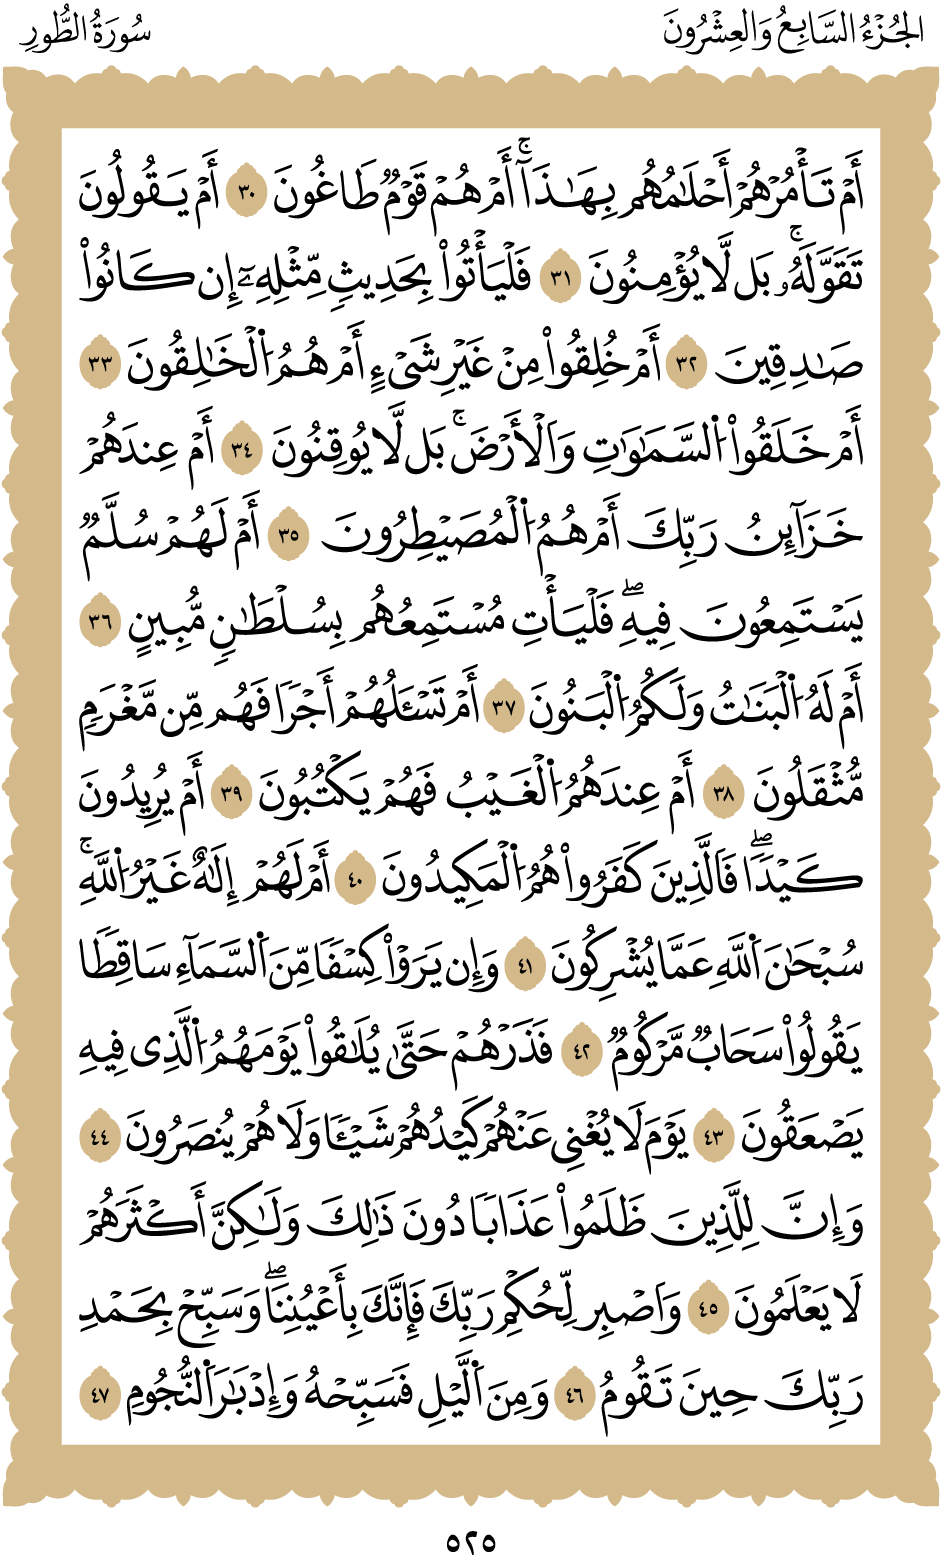 الجُزْءُ السَّابِعُ وَالعِشْرُونَ
سُورَةُ الطُّورِ
أَمْ تَأْمُرُهُمْ أَحْلَٰمُهُم بِهَٰذَآۚ أَمْ هُمْ قَوْمٞ طَاغُونَ ٣٠ أَمْ يَقُولُونَ
تَقَوَّلَهُۥۚ بَل لَّا يُؤْمِنُونَ ٣١ فَلْيَأْتُوا۟ بِحَدِيثٖ مِّثْلِهِۦٓ إِن كَانُوا۟
صَٰدِقِينَ ٣٢ أَمْ خُلِقُوا۟ مِنْ غَيْرِ شَىْءٍ أَمْ هُمُ ٱلْخَٰلِقُونَ ٣٣
أَمْ خَلَقُوا۟ ٱلسَّمَٰوَٰتِ وَٱلْأَرْضَۚ بَل لَّا يُوقِنُونَ ٣٤ أَمْ عِندَهُمْ
خَزَآئِنُ رَبِّكَ أَمْ هُمُ ٱلْمُصَيْطِرُونَ ٣٥ أَمْ لَهُمْ سُلَّمٞ
يَسْتَمِعُونَ فِيهِۖ فَلْيَأْتِ مُسْتَمِعُهُم بِسُلْطَٰنٖ مُّبِينٍ ٣٦
أَمْ لَهُ ٱلْبَنَٰتُ وَلَكُمُ ٱلْبَنُونَ ٣٧ أَمْ تَسْـَٔلُهُمْ أَجْرٗا فَهُم مِّن مَّغْرَمٖ
مُّثْقَلُونَ ٣٨ أَمْ عِندَهُمُ ٱلْغَيْبُ فَهُمْ يَكْتُبُونَ ٣٩ أَمْ يُرِيدُونَ
كَيْدٗاۖ فَٱلَّذِينَ كَفَرُوا۟ هُمُ ٱلْمَكِيدُونَ ٤٠ أَمْ لَهُمْ إِلَٰهٌ غَيْرُ ٱللَّهِۚ
سُبْحَٰنَ ٱللَّهِ عَمَّا يُشْرِكُونَ ٤١ وَإِن يَرَوْا۟ كِسْفٗا مِّنَ ٱلسَّمَآءِ سَاقِطٗا
يَقُولُوا۟ سَحَابٞ مَّرْكُومٞ ٤٢ فَذَرْهُمْ حَتَّىٰ يُلَٰقُوا۟ يَوْمَهُمُ ٱلَّذِى فِيهِ
يَصْعَقُونَ ٤٣ يَوْمَ لَا يُغْنِى عَنْهُمْ كَيْدُهُمْ شَيْـٔٗا وَلَا هُمْ يُنصَرُونَ ٤٤
وَإِنَّ لِلَّذِينَ ظَلَمُوا۟ عَذَابٗا دُونَ ذَٰلِكَ وَلَٰكِنَّ أَكْثَرَهُمْ
لَا يَعْلَمُونَ ٤٥ وَٱصْبِرْ لِحُكْمِ رَبِّكَ فَإِنَّكَ بِأَعْيُنِنَاۖ وَسَبِّحْ بِحَمْدِ
رَبِّكَ حِينَ تَقُومُ ٤٦ وَمِنَ ٱلَّيْلِ فَسَبِّحْهُ وَإِدْبَٰرَ ٱلنُّجُومِ ٤٧
٥٢٥